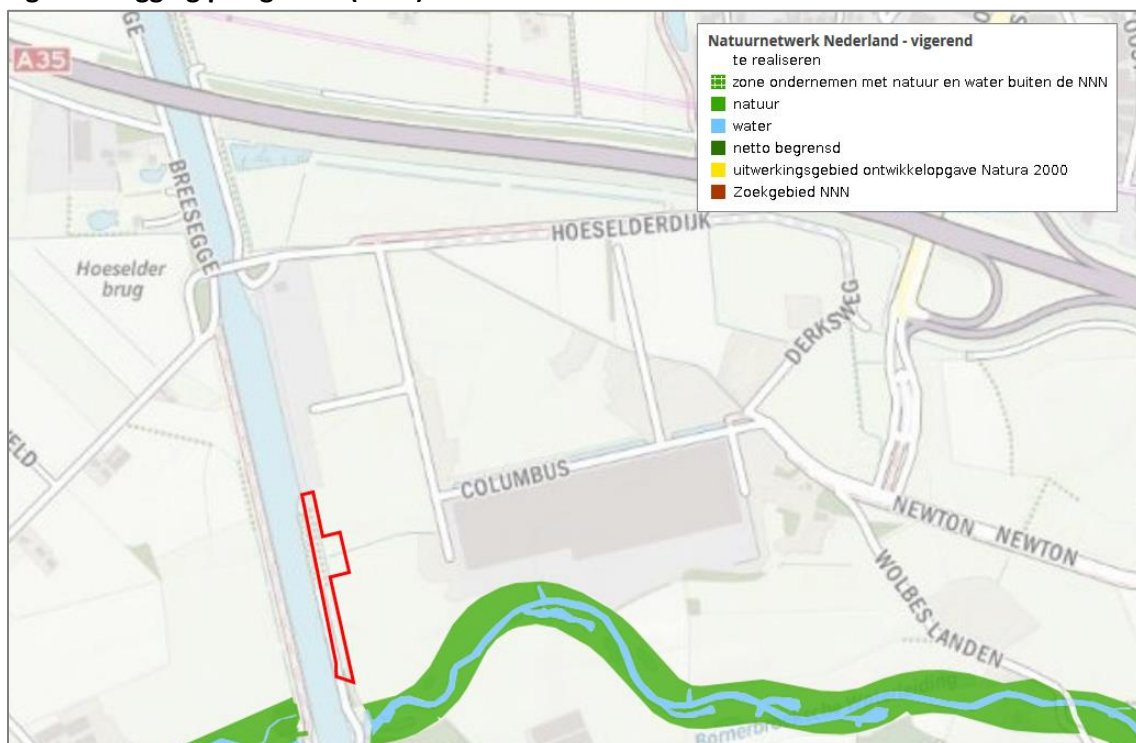 A35
BREESEGGE
Hoeselder
brug
HOESELDERDIJK
DERKSWEG
COLUMBUS
NEWTON NEWTON
WOLBES LANDEN
Natuurnetwerk Nederland - vigerend
te realiseren
zone ondernemen met natuur en water buiten de NNN
natuur
water
netto begrensd
uitwerkingsgebied ontwikkelopgave Natura 2000
Zoekgebied NNN